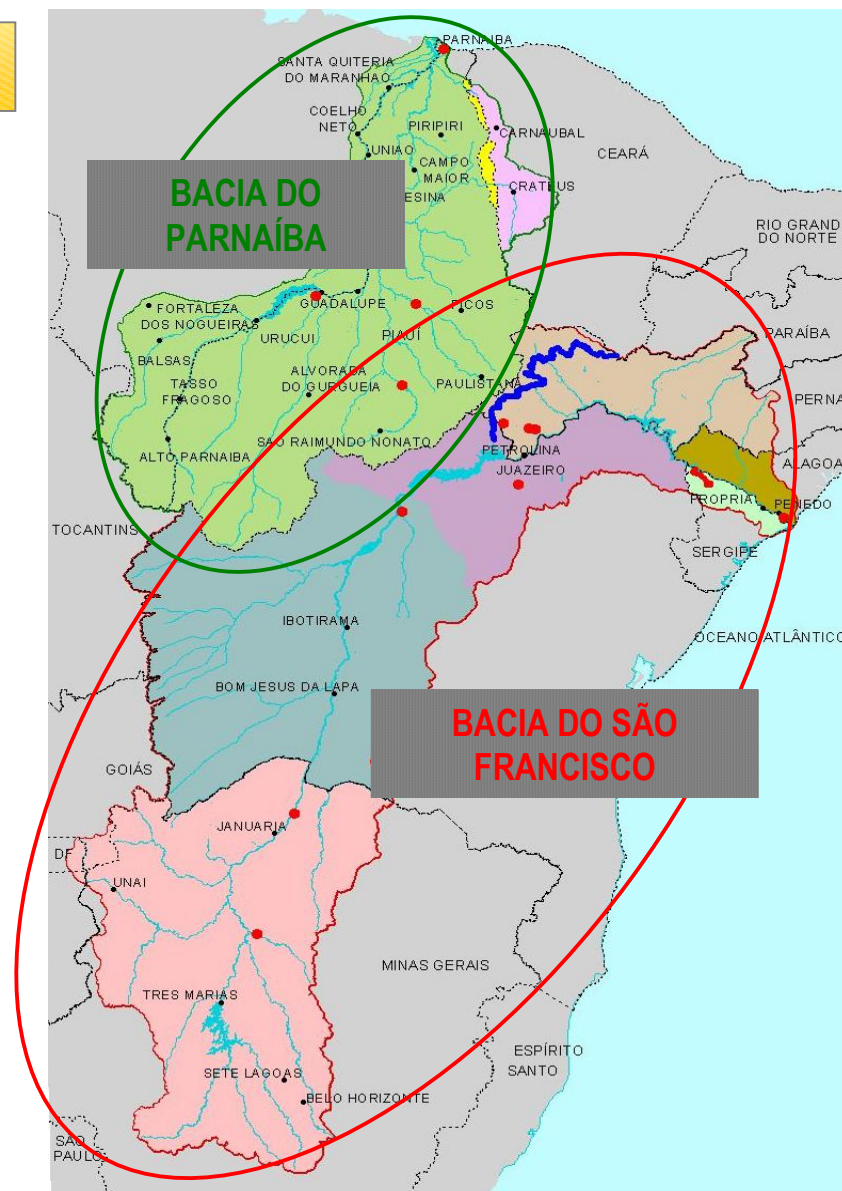 PARNAIBA
SANTA QUITERIA
DO MARANHAO
COELHO
NETO
PIRIPIRI
CARNAUBAL
UNIAO
CEARÁ
CAMPO
MAIOR
CRATEUS
ESINA
BACIA DO
PARNAÍBA
RIO GRAND
DO NORTE
GUADALUPE
PICOS
FORTALEZA
DOS NOGUEIRAS
URUCUI
PIAUÍ
PARAÍBA
BALSAS
TASSO
FRAGOSO
ALVORADA
DO GURGUEIA
PAULISTANA
PERNA
SAO RAIMUNDO NONATO
ALTO PARNAIBA
PETROLINA
JUAZEIRO
ALAGOA
PROPRIA
PENEDO
TOCANTINS
SERGIPE
IBOTIRAMA
OCEANO ATLÂNTICO
BOM JESUS DA LAPA
BACIA DO SÃO
FRANCISCO
GOIÁS
JANUARIA
DF
UNAI
MINAS GERAIS
TRES MARIAS
ESPÍRITO
SANTO
SETE LAGOAS
BELO HORIZONTE
SÃO
PAULO